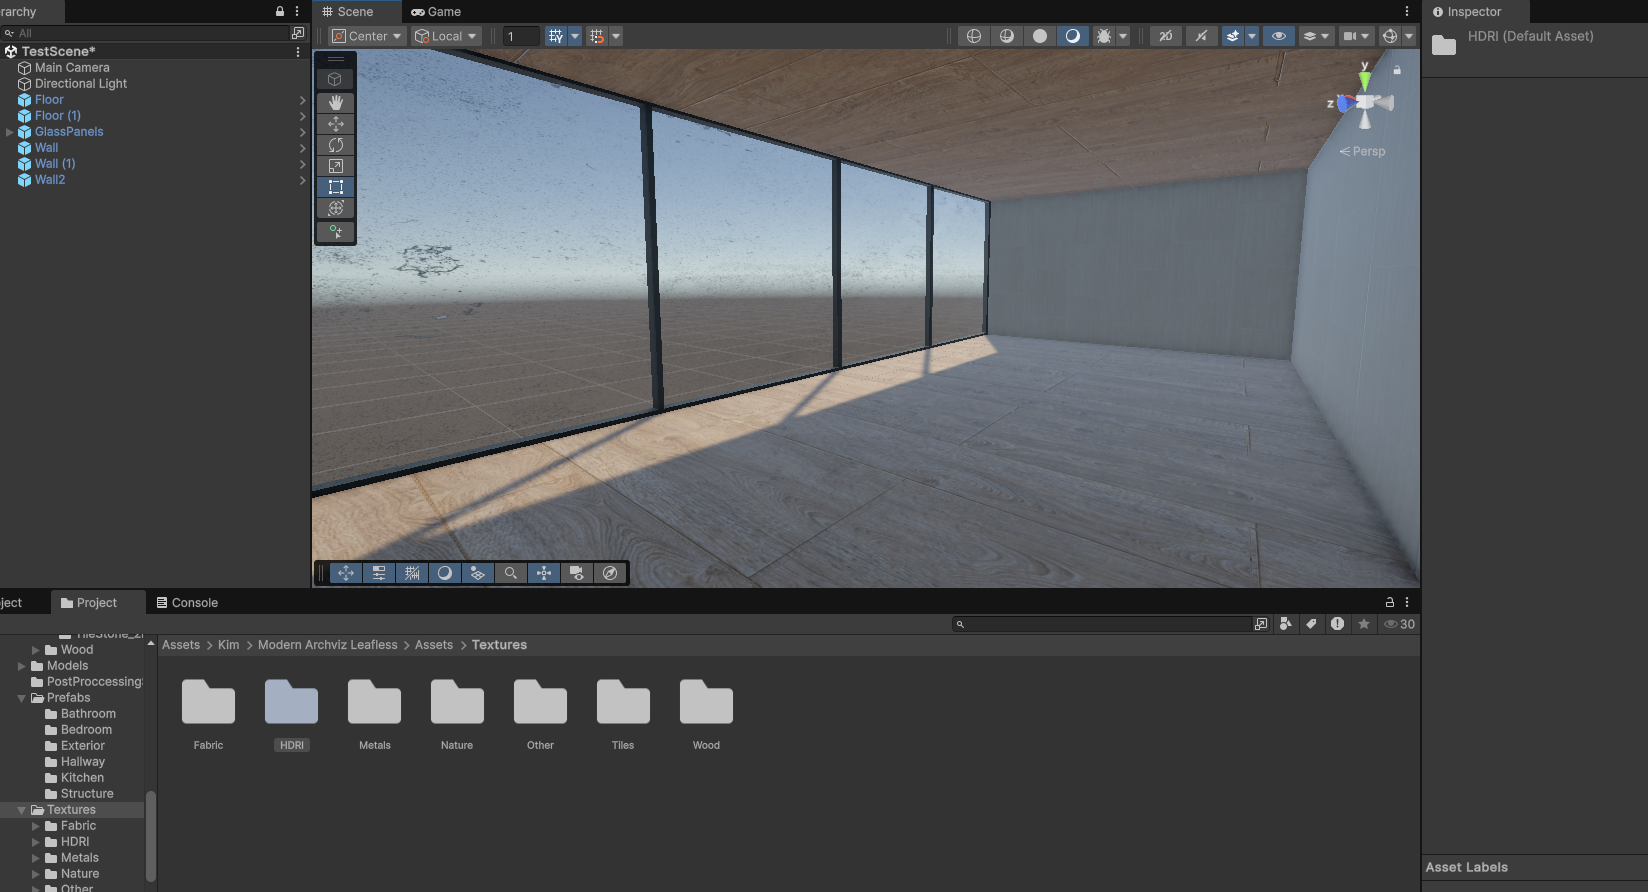 rarchy
Scene
Game
Inspector
All
Center
Local
1
2D
HDRI (Default Asset)
TestScene*
Main Camera
Directional Light
Floor
Floor (1)
GlassPanels
Wall
Wall (1)
Wall2
y
z
Persp
ject
Project
Console
30
Assets > Kim > Modern Archviz Leafless > Assets > Textures
Wood
Models
PostProccessing
Prefabs
Bathroom
Bedroom
Exterior
Hallway
Kitchen
Structure
Textures
Fabric
HDRI
Metals
Nature
Other
Fabric
HDRI
Metals
Nature
Other
Tiles
Wood
Asset Labels